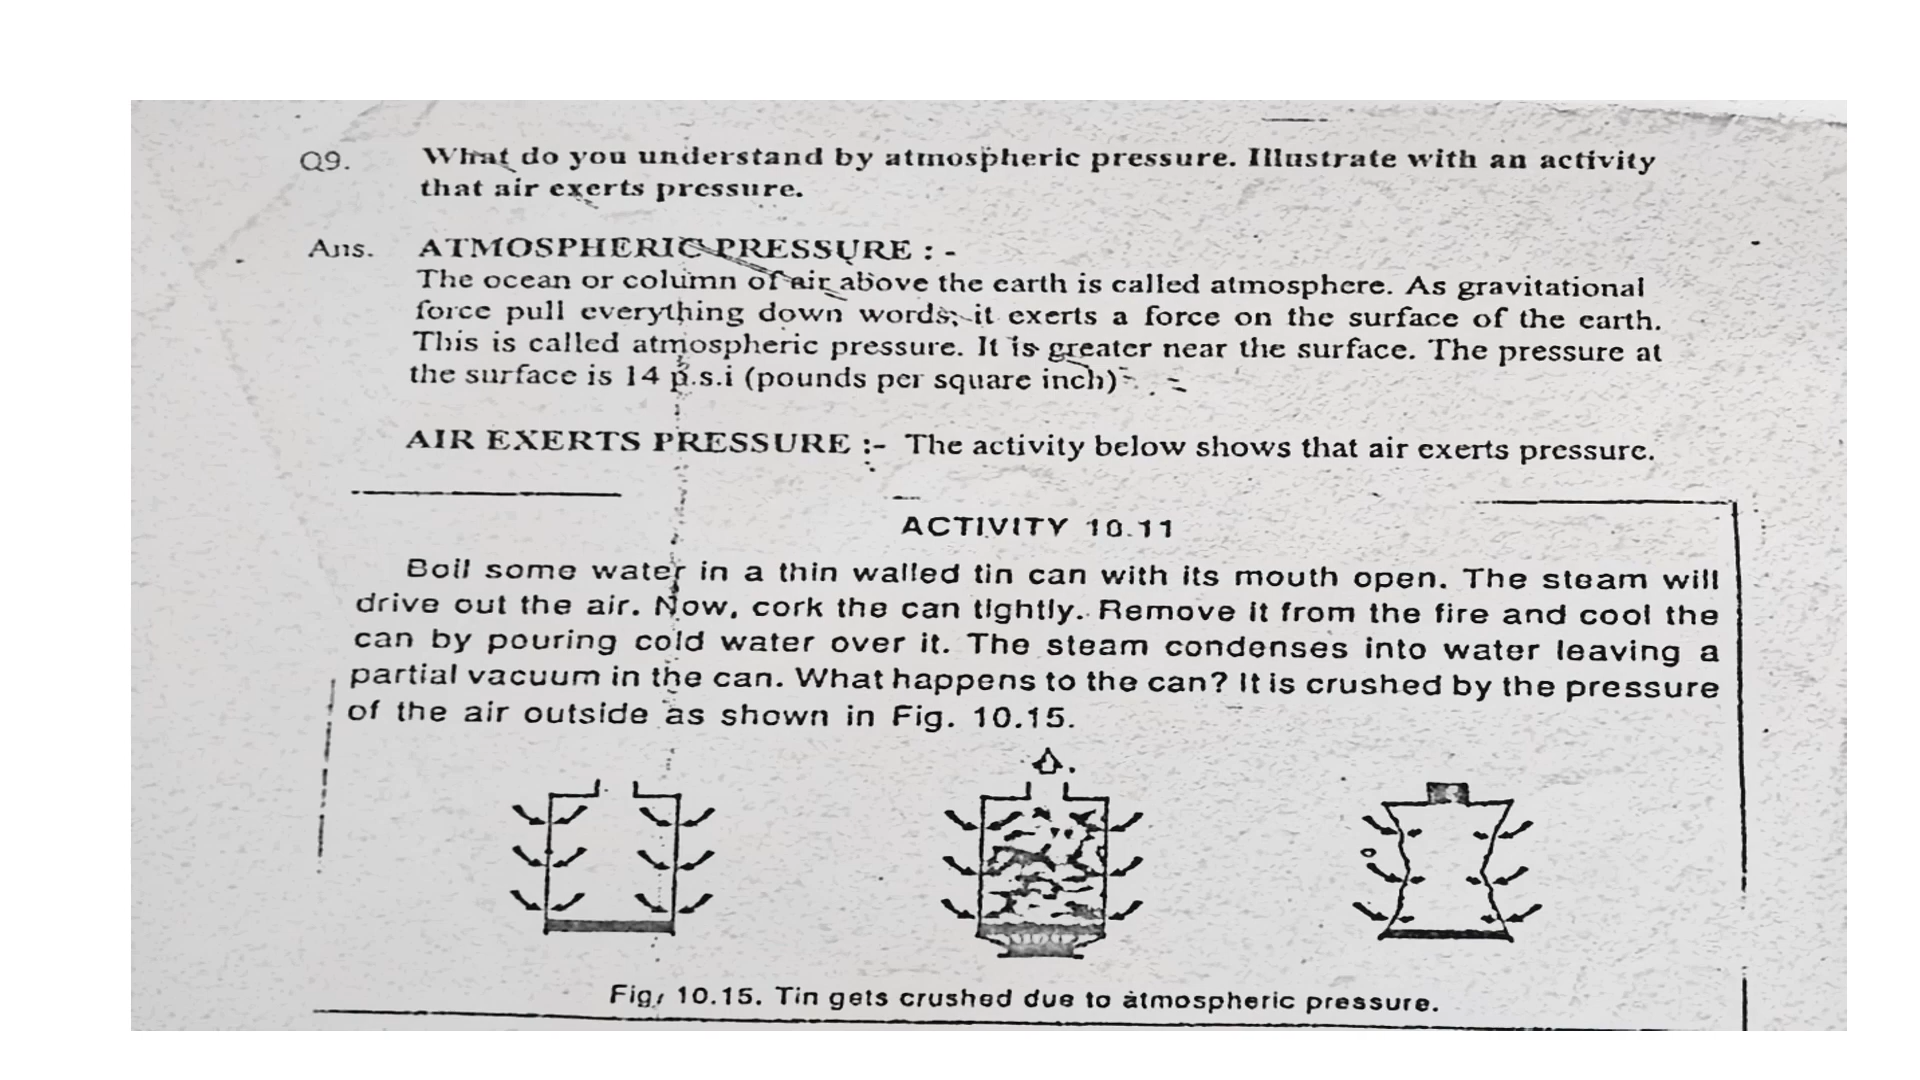 Q9. What do you understand by atmospheric pressure. Illustrate with an activity
that air exerts pressure.
Ans. ATMOSPHERIC PRESSURE : -
The ocean or column of air above the earth is called atmosphere. As gravitational
force pull everything down words, it exerts a force on the surface of the earth.
This is called atmospheric pressure. It is greater near the surface. The pressure at
the surface is 14 p.s.i (pounds per square inch)
AIR EXERTS PRESSURE :- The activity below shows that air exerts pressure.
ACTIVITY 10.11
Boil some water in a thin walled tin can with its mouth open. The steam will
drive out the air. Now, cork the can tightly. Remove it from the fire and cool the
can by pouring cold water over it. The steam condenses into water leaving a
partial vacuum in the can. What happens to the can? It is crushed by the pressure
of the air outside as shown in Fig. 10.15.
Fig. 10.15. Tin gets crushed due to atmospheric pressure.